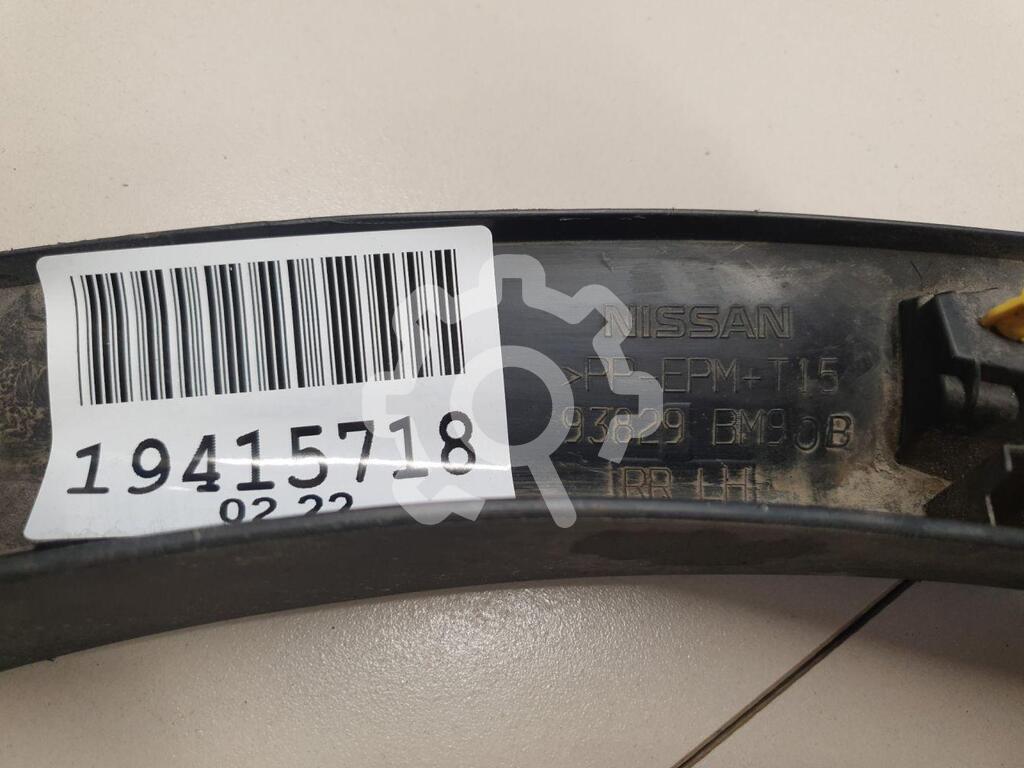 19415718
02 22
NISSAN
>PP-EPM+T15
93829 BM90B
RR LH